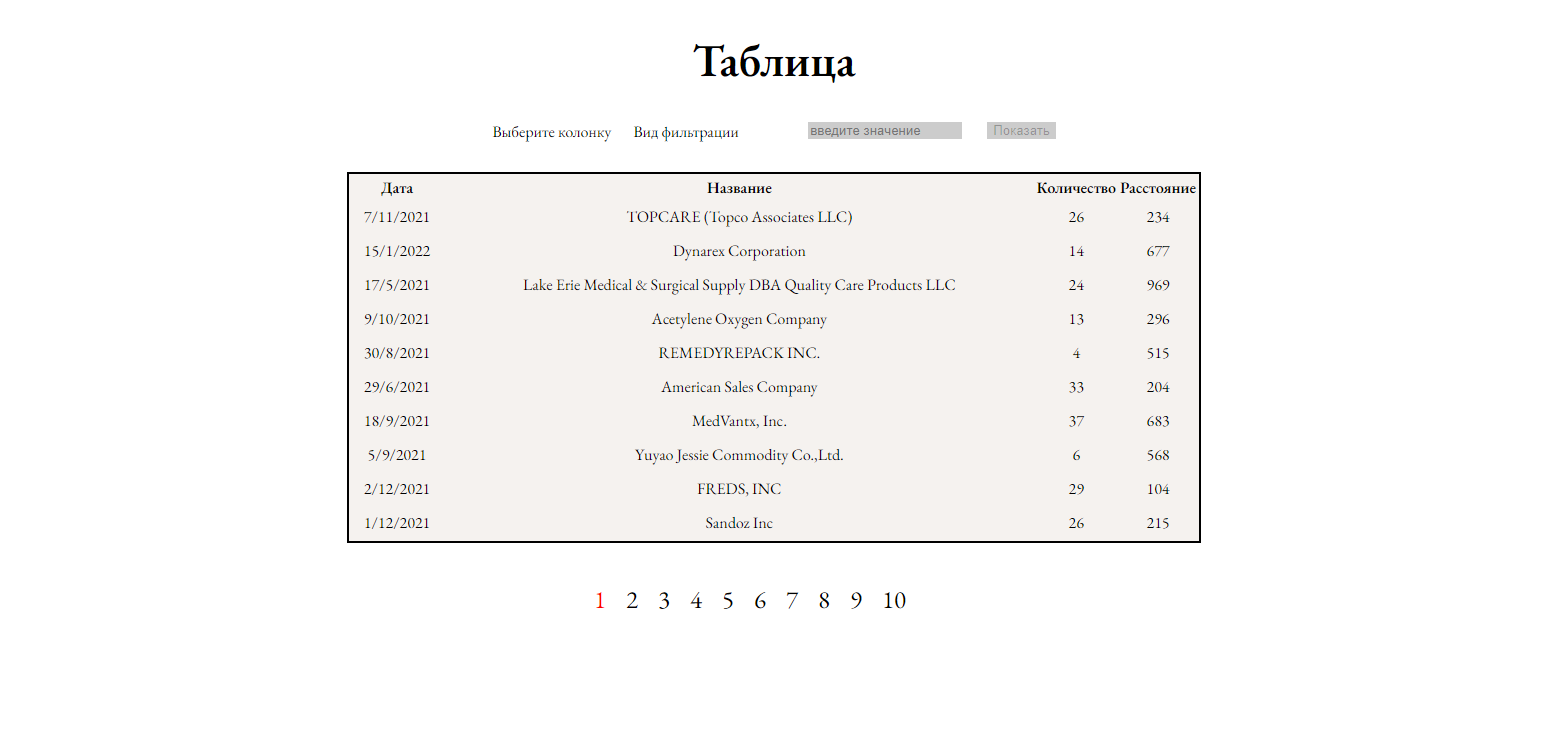 Таблица
Выберите колонку Вид фильтрации введите значение Показать
Дата Название Количество Расстояние
7/11/2021 TOPCARE (Topco Associates LLC) 26 234
15/1/2022 Dynarex Corporation 14 677
17/5/2021 Lake Erie Medical & Surgical Supply DBA Quality Care Products LLC 24 969
9/10/2021 Acetylene Oxygen Company 13 296
30/8/2021 REMEDYREPACK INC. 4 515
29/6/2021 American Sales Company 33 204
18/9/2021 MedVantx, Inc. 37 683
5/9/2021 Yuyao Jessie Commodity Co.,Ltd. 6 568
2/12/2021 FREDS, INC 29 104
1/12/2021 Sandoz Inc 26 215
1 2 3 4 5 6 7 8 9 10